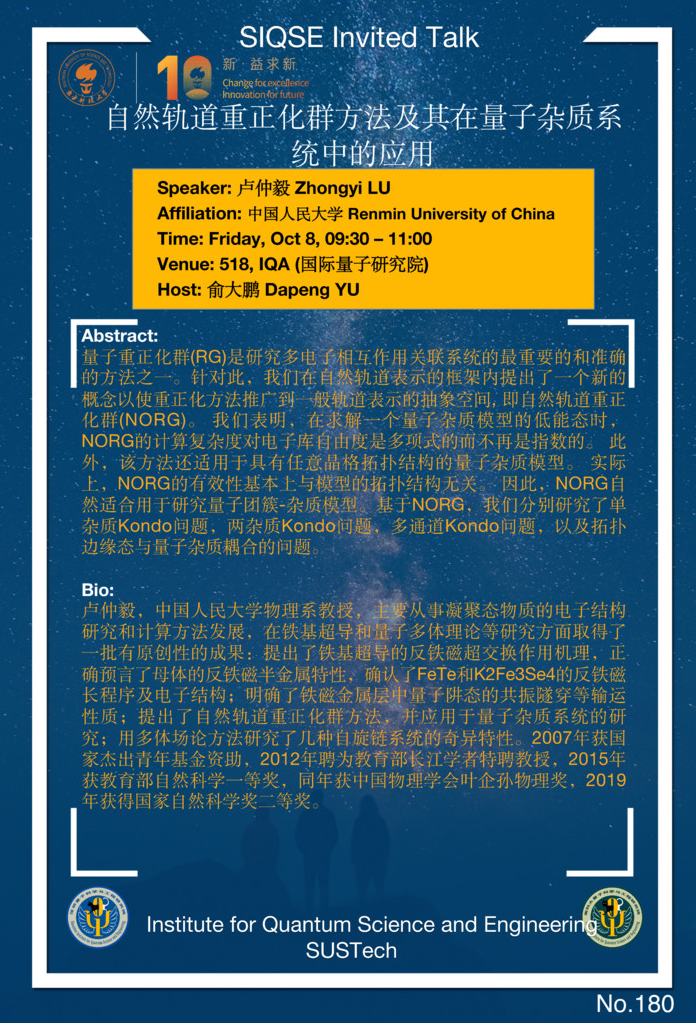 SIQSE Invited Talk
新 益求新
Change for excellence
Innovation for future
自然轨道重正化群方法及其在量子杂质系
统中的应用
Speaker: 卢仲毅 Zhongyi LU
Affiliation: 中国人民大学 Renmin University of China
Time: Friday, Oct 8, 09:30 – 11:00
Venue: 518, IQA (国际量子研究院)
Host: 俞大鹏 Dapeng YU
Abstract:
量子重正化群(RG)是研究多电子相互作用关联系统的最重要的和准确
的方法之一。针对此，我们在自然轨道表示的框架内提出了一个新的
概念以使重正化方法推广到一般轨道表示的抽象空间, 即自然轨道重正
化群(NORG)。 我们表明，在求解一个量子杂质模型的低能态时，
NORG的计算复杂度对电子库自由度是多项式的而不再是指数的。 此
外，该方法还适用于具有任意晶格拓扑结构的量子杂质模型。 实际
上，NORG的有效性基本上与模型的拓扑结构无关。 因此，NORG自
然适合用于研究量子团簇-杂质模型。基于NORG，我们分别研究了单
杂质Kondo问题，两杂质Kondo问题，多通道Kondo问题，以及拓扑
边缘态与量子杂质耦合的问题。
Bio:
卢仲毅，中国人民大学物理系教授，主要从事凝聚态物质的电子结构
研究和计算方法发展，在铁基超导和量子多体理论等研究方面取得了
一批有原创性的成果：提出了铁基超导的反铁磁超交换作用机理，正
确预言了母体的反铁磁半金属特性，确认了FeTe和K2Fe3Se4的反铁磁
长程序及电子结构；明确了铁磁金属层中量子阱态的共振隧穿等输运
性质；提出了自然轨道重正化群方法，并应用于量子杂质系统的研
究；用多体场论方法研究了几种自旋链系统的奇异特性。2007年获国
家杰出青年基金资助，2012年聘为教育部长江学者特聘教授，2015年
获教育部自然科学一等奖，同年获中国物理学会叶企孙物理奖，2019
年获得国家自然科学奖二等奖。
Institute for Quantum Science and Engineering
SUSTech
No.180